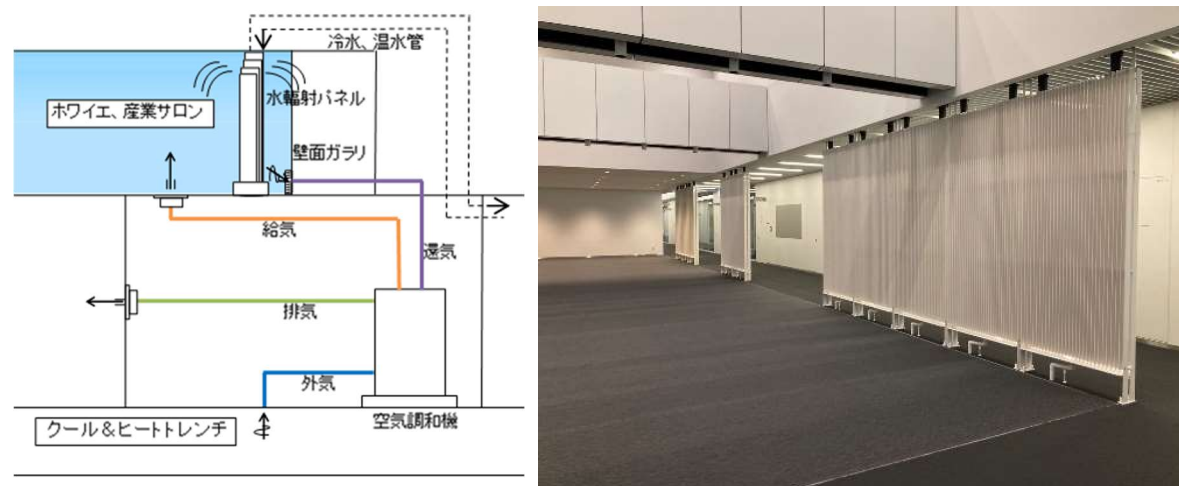 冷水、温水管
水輻射パネル
ホワイエ、産業サロン
壁面ガラリ
給気
還気
排気
外気
空気調和機
クール&ヒートトレンチ